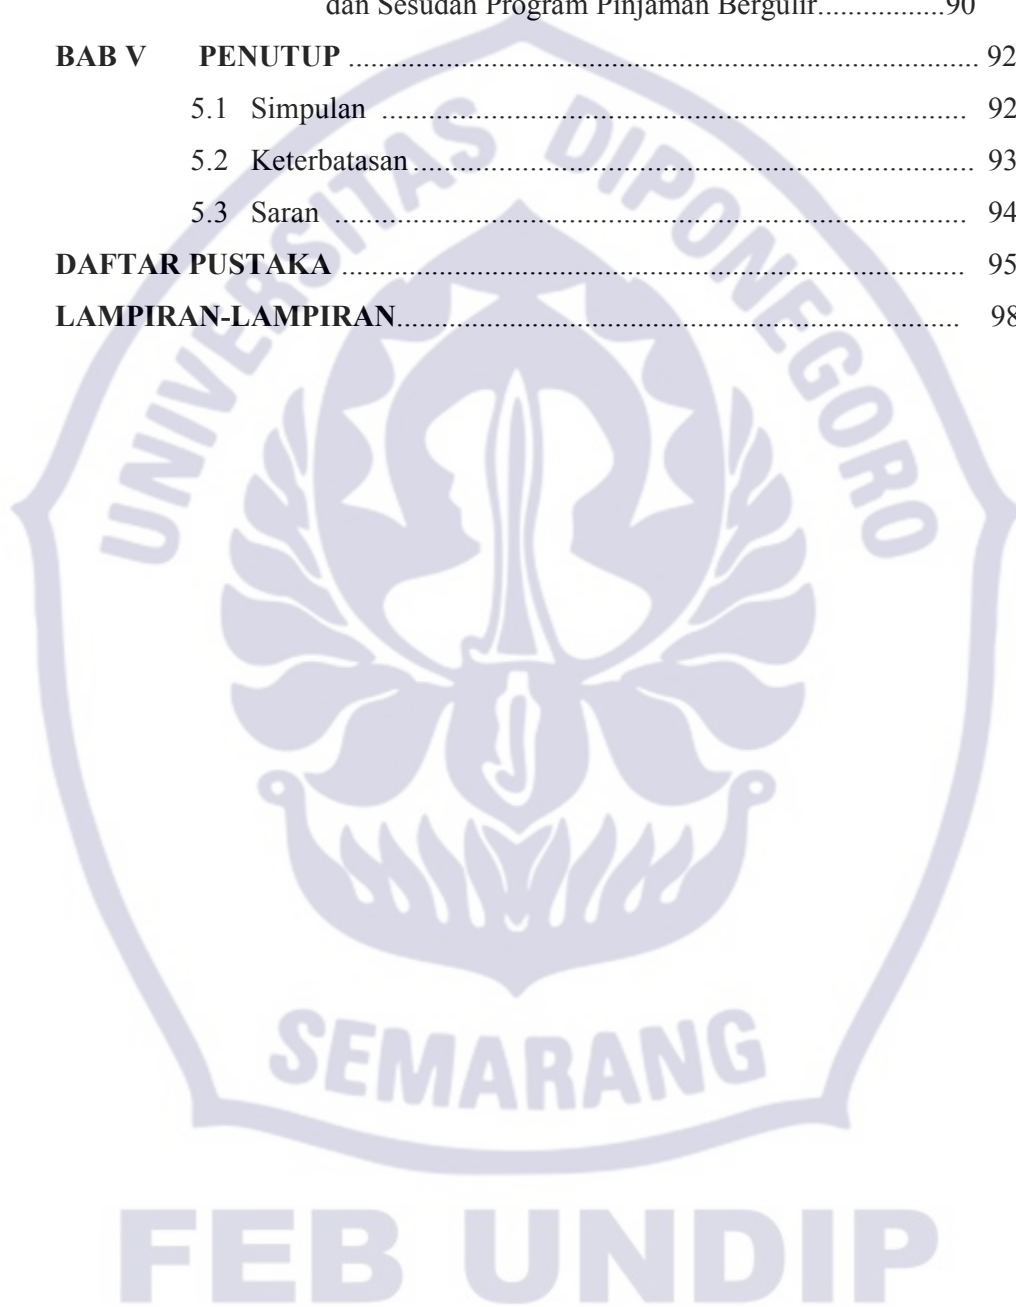 dan Sesudah Program Pinjaman Bergulir.................90
BAB V PENUTUP ........................................................................................ 92
5.1 Simpulan ................................................................................. 92
5.2 Keterbatasan ............................................................................. 93
5.3 Saran ....................................................................................... 94
DAFTAR PUSTAKA ....................................................................................... 95
LAMPIRAN-LAMPIRAN............................................................................... 98
UNIVERSITAS DIPONEGORO
SEMARANG
FEB UNDIP